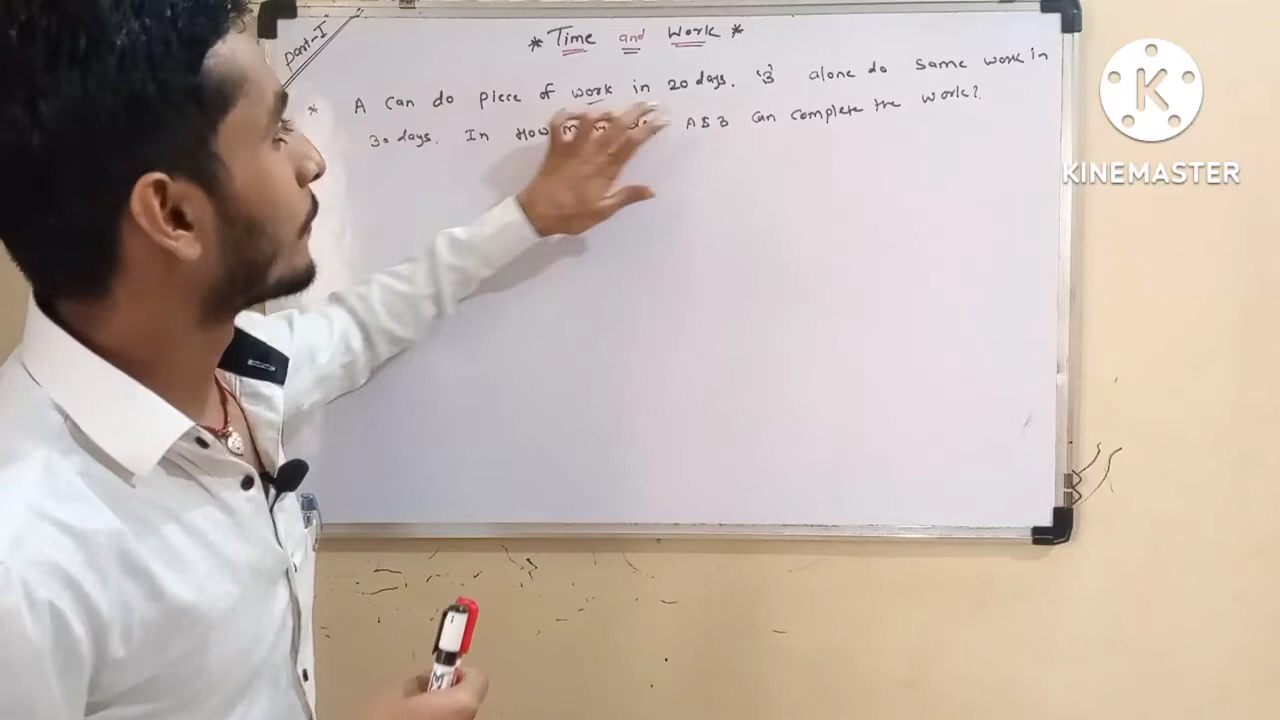 Part-I
* Time and Work *
* A can do piece of work in 20 days. 'B' alone do same work in
30 days. In How A & B can complete the work?
K
KINEMASTER